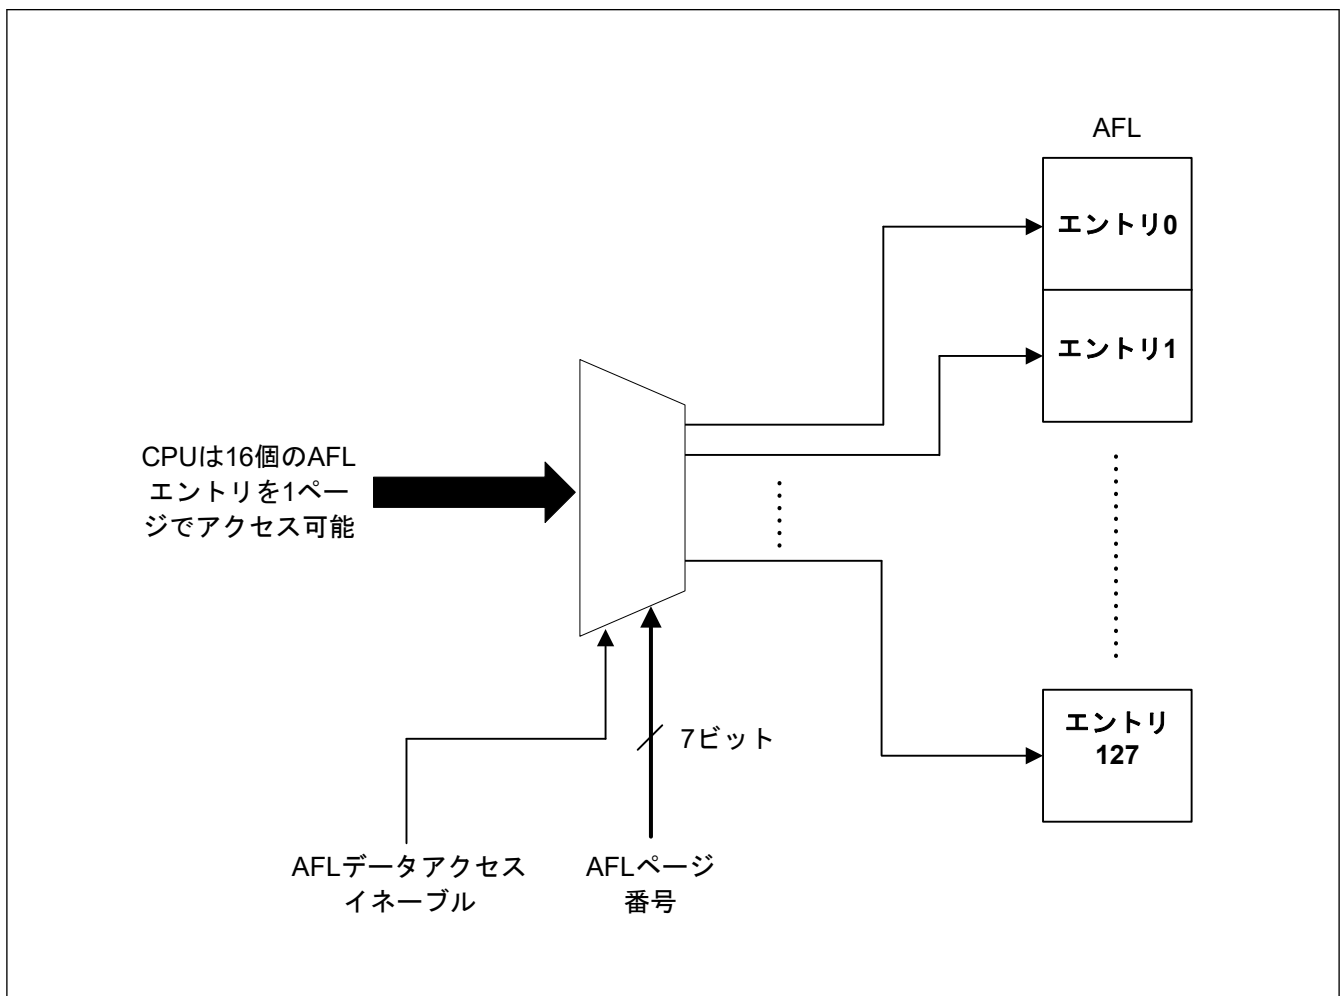 AFL
エントリ0
エントリ1
CPUは16個のAFL
エントリを1ペー
ジでアクセス可能
エントリ
127
7ビット
AFLデータアクセス
イネーブル
AFLページ
番号